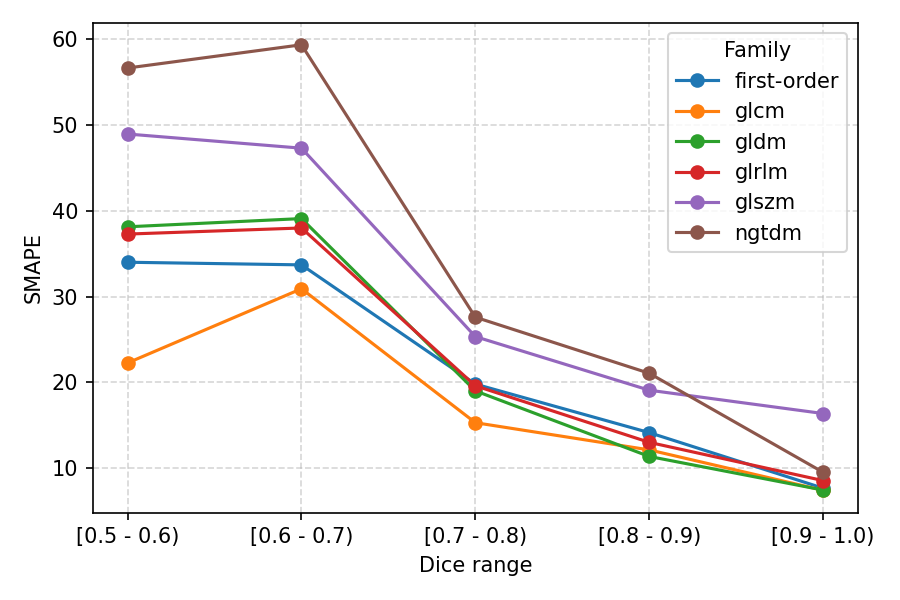 60
50
40
30
20
10
SMAPE
Family
first-order
glcm
gldm
glrlm
glszm
ngtdm
[0.5 - 0.6)
[0.6 - 0.7)
[0.7 - 0.8)
[0.8 - 0.9)
[0.9 - 1.0)
Dice range